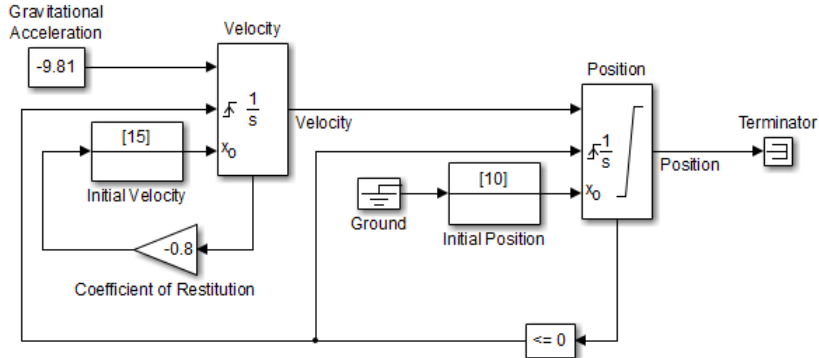 Gravitational
Acceleration
Velocity
-9.81
1
s
Velocity
[15]
x0
Initial Velocity
-0.8
Coefficient of Restitution
Position
1
s
x0
[10]
Ground
Initial Position
Position
Terminator
<= 0